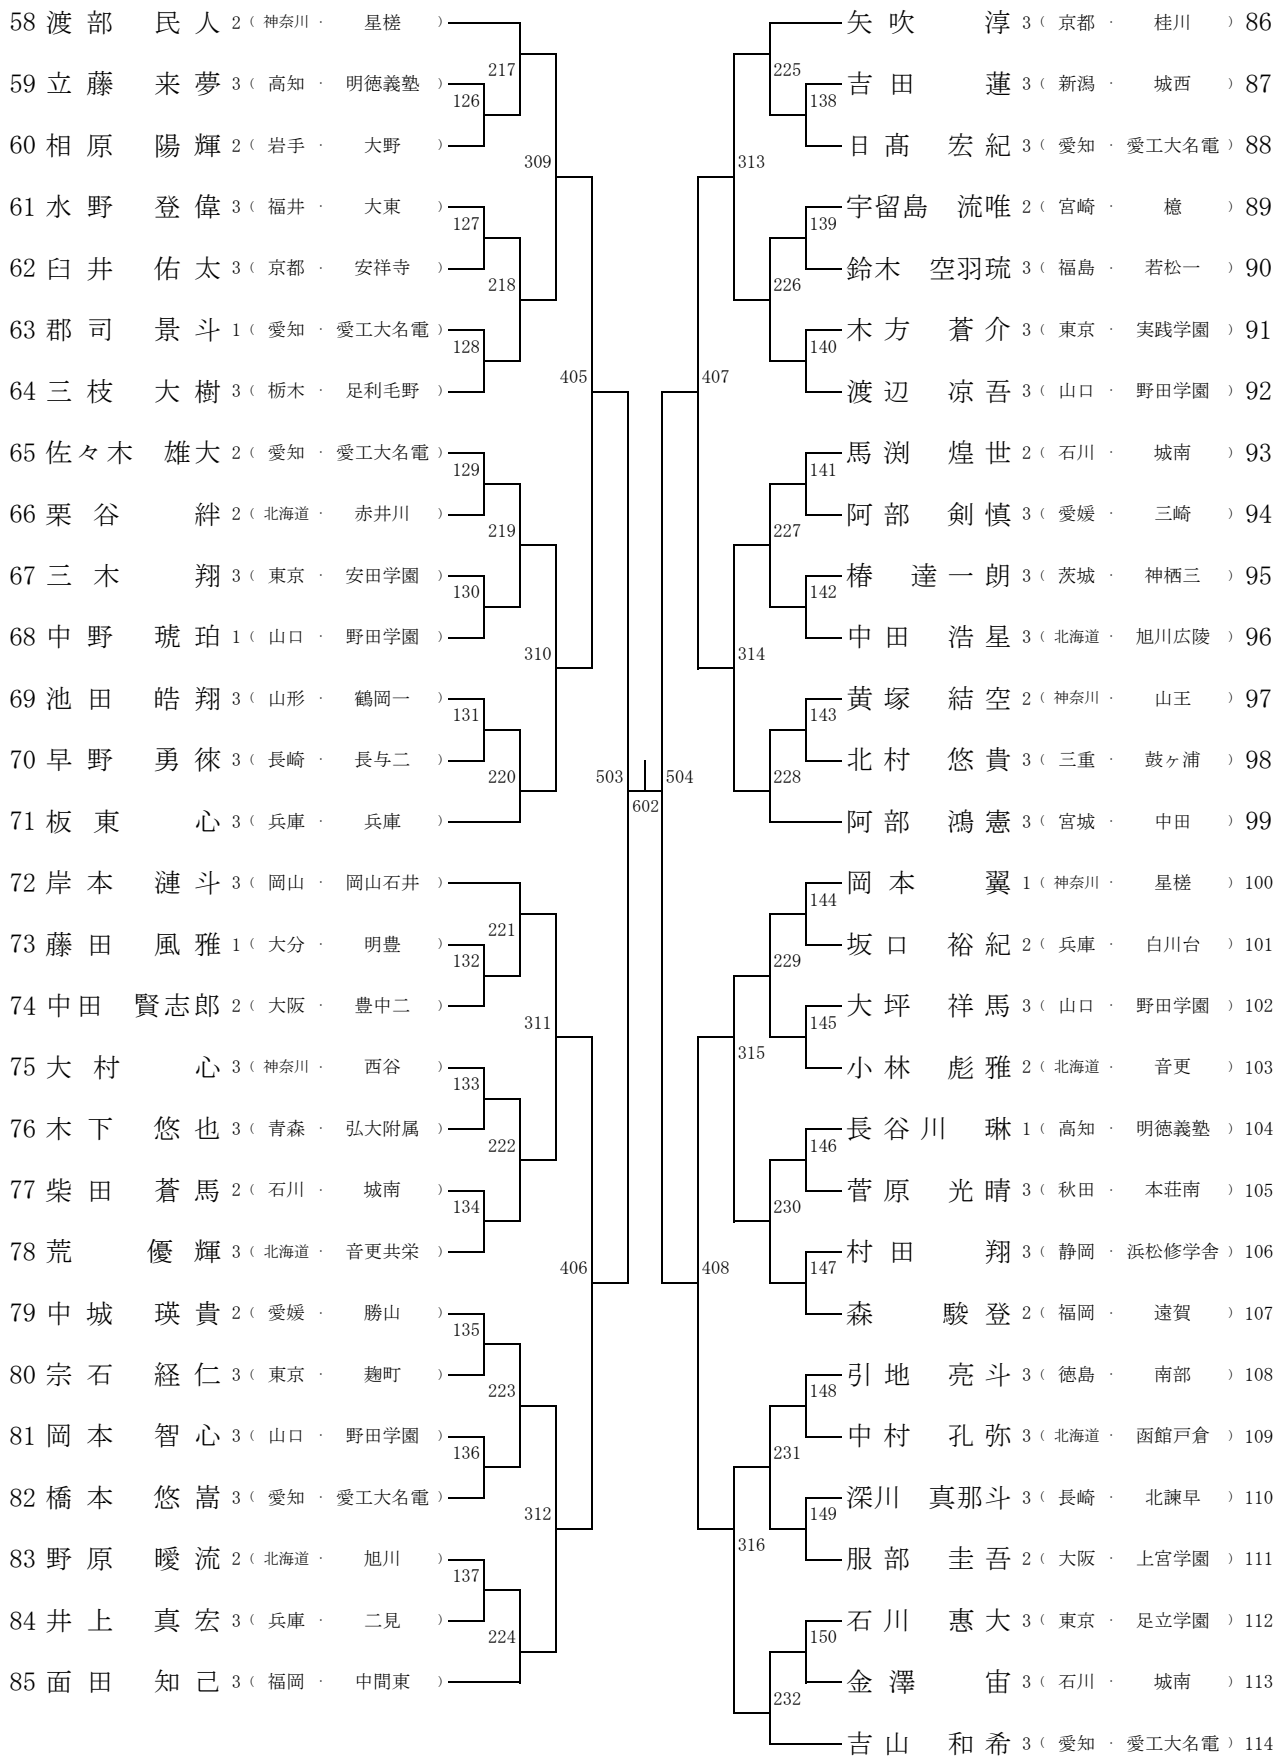 58 渡部 民人 2 (神奈川 ・ 星槎 )
217
59 立藤 来夢 3 ( 高知 ・ 明徳義塾 )
126
60 相原 陽輝 2 ( 岩手 ・ 大野 )
309
61 水野 登偉 3 ( 福井 ・ 大東 )
127
62 臼井 佑太 3 ( 京都 ・ 安祥寺 )
218
63 郡司 景斗 1 ( 愛知 ・ 愛工大名電 )
128
405
64 三枝 大樹 3 ( 栃木 ・ 足利毛野 )
65 佐々木 雄大 2 ( 愛知 ・ 愛工大名電 )
129
66 栗谷 絆 2 ( 北海道 ・ 赤井川 )
219
67 三木 翔 3 ( 東京 ・ 安田学園 )
130
68 中野 琥珀 1 ( 山口 ・ 野田学園 )
310
69 池田 皓翔 3 ( 山形 ・ 鶴岡一 )
131
70 早野 勇徠 3 ( 長崎 ・ 長与二 )
220
503
602
71 板東 心 3 ( 兵庫 ・ 兵庫 )
72 岸本 漣斗 3 ( 岡山 ・ 岡山石井 )
221
73 藤田 風雅 1 ( 大分 ・ 明豊 )
132
74 中田 賢志郎 2 ( 大阪 ・ 豊中二 )
311
75 大村 心 3 ( 神奈川 ・ 西谷 )
133
76 木下 悠也 3 ( 青森 ・ 弘大附属 )
222
77 柴田 蒼馬 2 ( 石川 ・ 城南 )
134
78 荒 優輝 3 ( 北海道 ・ 音更共栄 )
406
79 中城 瑛貴 2 ( 愛媛 ・ 勝山 )
135
80 宗石 経仁 3 ( 東京 ・ 麹町 )
223
81 岡本 智心 3 ( 山口 ・ 野田学園 )
136
82 橋本 悠嵩 3 ( 愛知 ・ 愛工大名電 )
312
83 野原 曖流 2 ( 北海道 ・ 旭川 )
137
84 井上 真宏 3 ( 兵庫 ・ 二見 )
224
85 面田 知己 3 ( 福岡 ・ 中間東 )
矢吹 淳 3 ( 京都 ・ 桂川 ) 86
225
吉田 蓮 3 ( 新潟 ・ 城西 ) 87
138
日髙 宏紀 3 ( 愛知 ・ 愛工大名電 ) 88
313
宇留島 流唯 2 ( 宮崎 ・ 檍 ) 89
139
鈴木 空羽琉 3 ( 福島 ・ 若松一 ) 90
226
木方 蒼介 3 ( 東京 ・ 実践学園 ) 91
140
407
渡辺 凉吾 3 ( 山口 ・ 野田学園 ) 92
馬渕 煌世 2 ( 石川 ・ 城南 ) 93
141
阿部 剣慎 3 ( 愛媛 ・ 三崎 ) 94
227
椿 達一朗 3 ( 茨城 ・ 神栖三 ) 95
142
中田 浩星 3 ( 北海道 ・ 旭川広陵 ) 96
314
黄塚 結空 2 ( 神奈川 ・ 山王 ) 97
143
北村 悠貴 3 ( 三重 ・ 鼓ヶ浦 ) 98
228
504
阿部 鴻憲 3 ( 宮城 ・ 中田 ) 99
岡本 翼 1 ( 神奈川 ・ 星槎 ) 100
144
坂口 裕紀 2 ( 兵庫 ・ 白川台 ) 101
229
大坪 祥馬 3 ( 山口 ・ 野田学園 ) 102
145
315
小林 彪雅 2 ( 北海道 ・ 音更 ) 103
長谷川 琳 1 ( 高知 ・ 明徳義塾 ) 104
146
菅原 光晴 3 ( 秋田 ・ 本荘南 ) 105
230
村田 翔 3 ( 静岡 ・ 浜松修学舎 ) 106
147
408
森 駿登 2 ( 福岡 ・ 遠賀 ) 107
引地 亮斗 3 ( 徳島 ・ 南部 ) 108
148
中村 孔弥 3 ( 北海道 ・ 函館戸倉 ) 109
231
深川 真那斗 3 ( 長崎 ・ 北諫早 ) 110
149
316
服部 圭吾 2 ( 大阪 ・ 上宮学園 ) 111
石川 惠大 3 ( 東京 ・ 足立学園 ) 112
150
金澤 宙 3 ( 石川 ・ 城南 ) 113
232
吉山 和希 3 ( 愛知 ・ 愛工大名電 ) 114